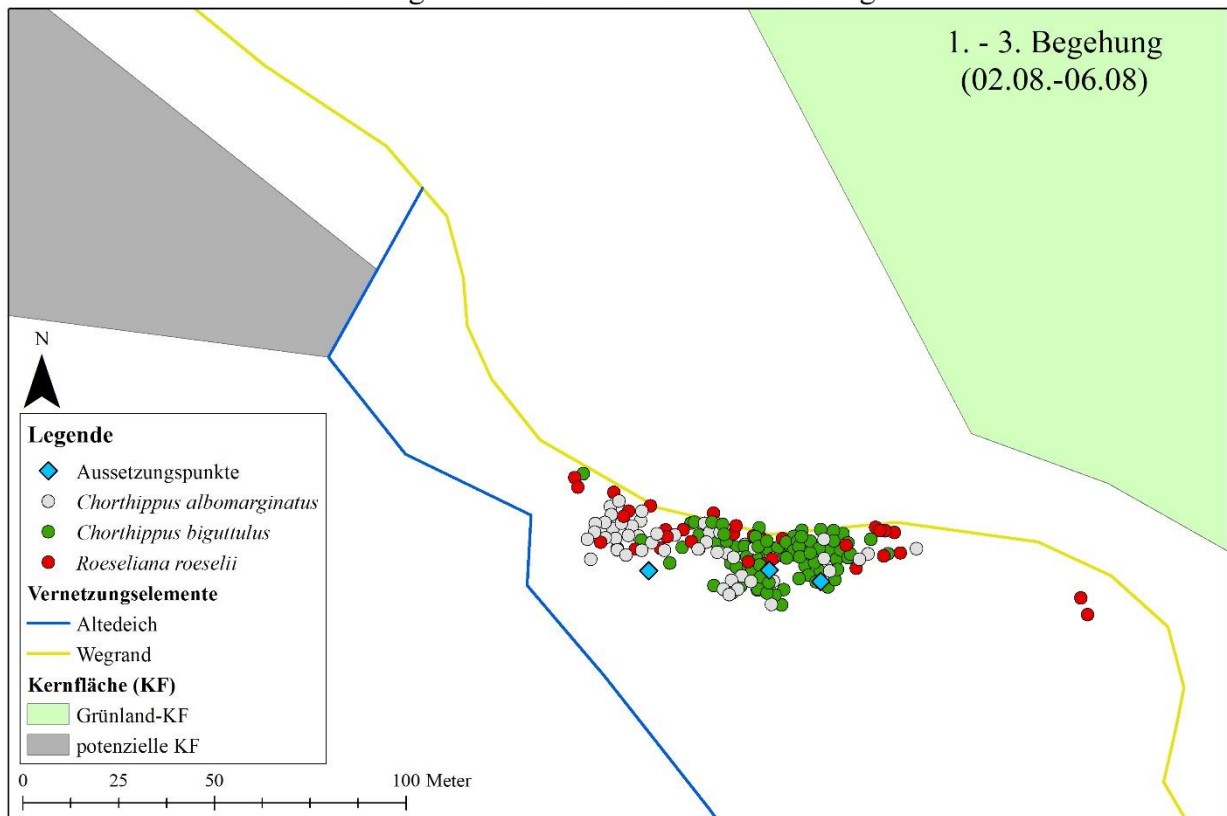 1. - 3. Begehung
(02.08.-06.08)
N
Legende
Aussetzungspunkte
Chorthippus albomarginatus
Chorthippus biguttulus
Roeseliana roeselii
Vernetzungselemente
Altedeich
Wegrand
Kernfläche (KF)
Grünland-KF
potenzielle KF
0 25 50 100 Meter